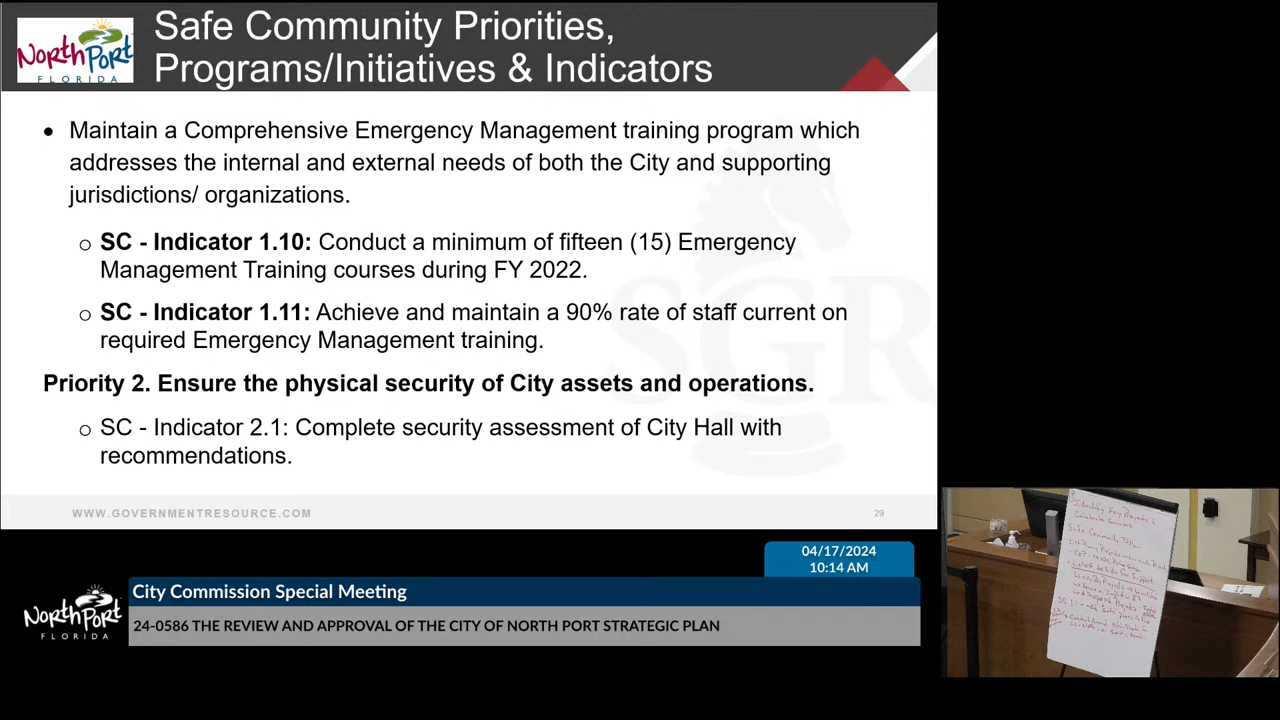 North Port
FLORIDA
Safe Community Priorities,
Programs/Initiatives & Indicators
• Maintain a Comprehensive Emergency Management training program which
addresses the internal and external needs of both the City and supporting
jurisdictions/ organizations.
o SC - Indicator 1.10: Conduct a minimum of fifteen (15) Emergency
Management Training courses during FY 2022.
o SC - Indicator 1.11: Achieve and maintain a 90% rate of staff current on
required Emergency Management training.
Priority 2. Ensure the physical security of City assets and operations.
o SC - Indicator 2.1: Complete security assessment of City Hall with
recommendations.
SGR
WWW.GOVERNMENTRESOURCE.COM
29
04/17/2024
10:14 AM
North Port
FLORIDA
City Commission Special Meeting
24-0586 THE REVIEW AND APPROVAL OF THE CITY OF NORTH PORT STRATEGIC PLAN
Identify Key Projects
Safe Community